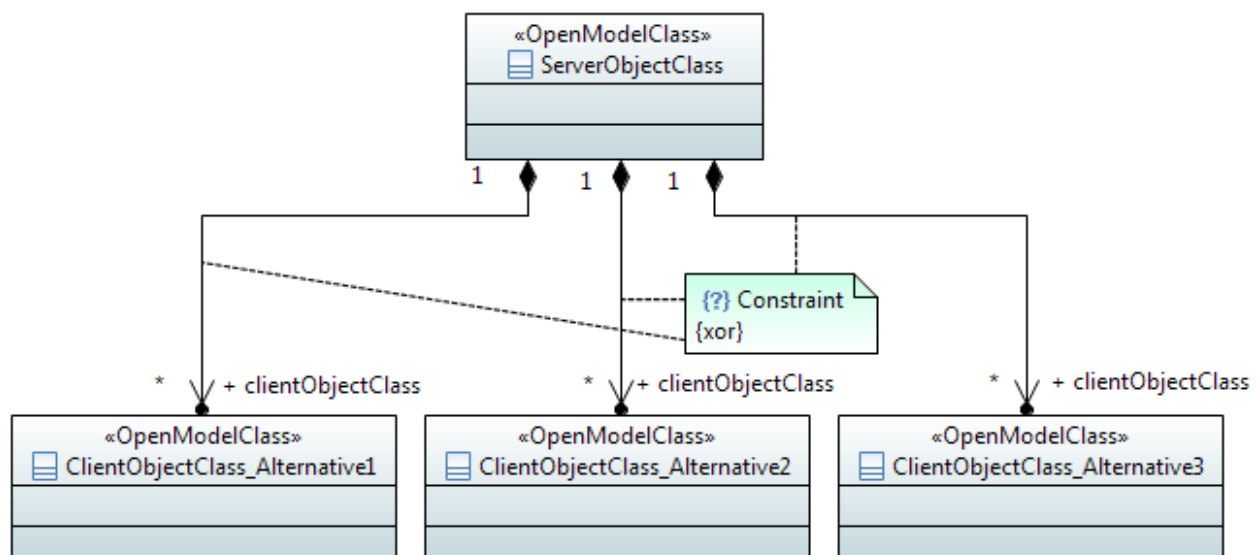 «OpenModelClass»
ServerObjectClass
1
1
1
{?} Constraint
{xor}
* + clientObjectClass
* + clientObjectClass
* + clientObjectClass
«OpenModelClass»
ClientObjectClass_Alternative1
«OpenModelClass»
ClientObjectClass_Alternative2
«OpenModelClass»
ClientObjectClass_Alternative3